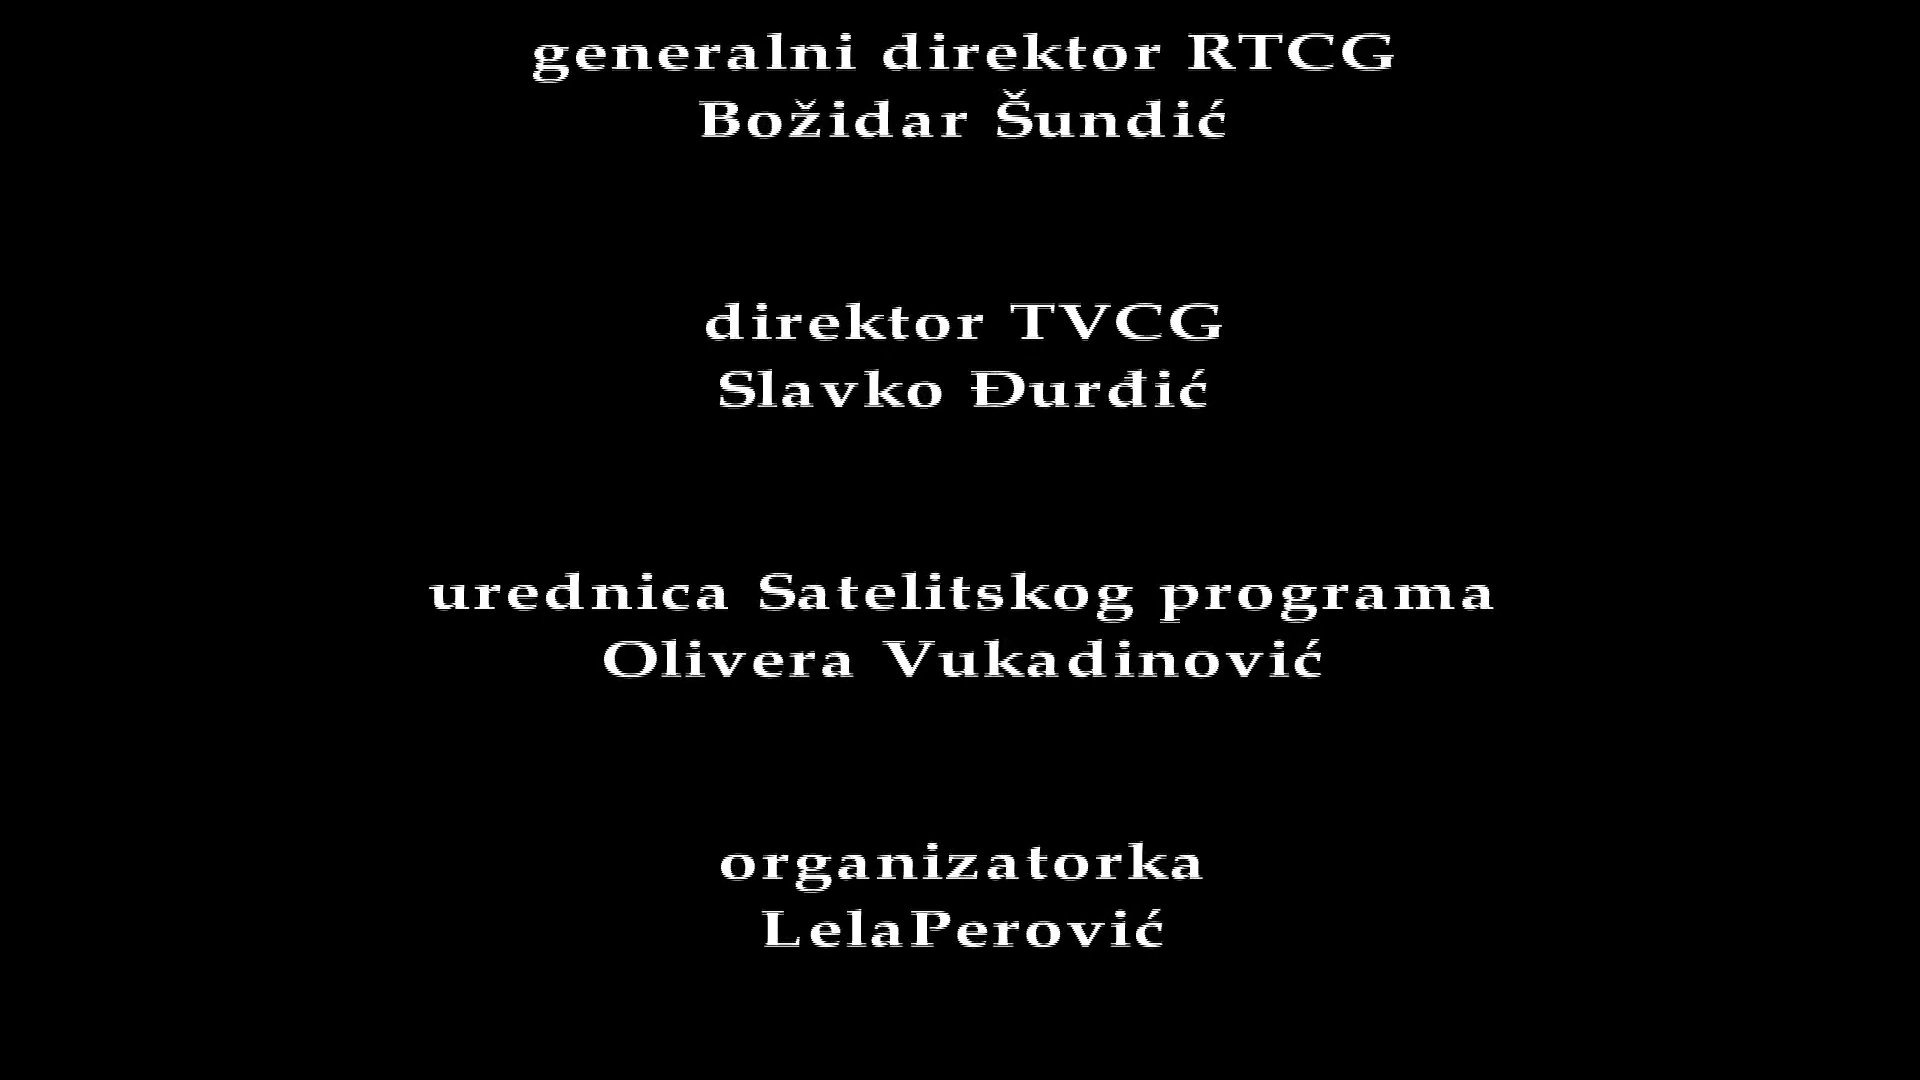 generalni direktor RTCG
Božidar Šundić
direktor TVCG
Slavko Đurđić
urednica Satelitskog programa
Olivera Vukadinović
organizatorka
LelaPerović